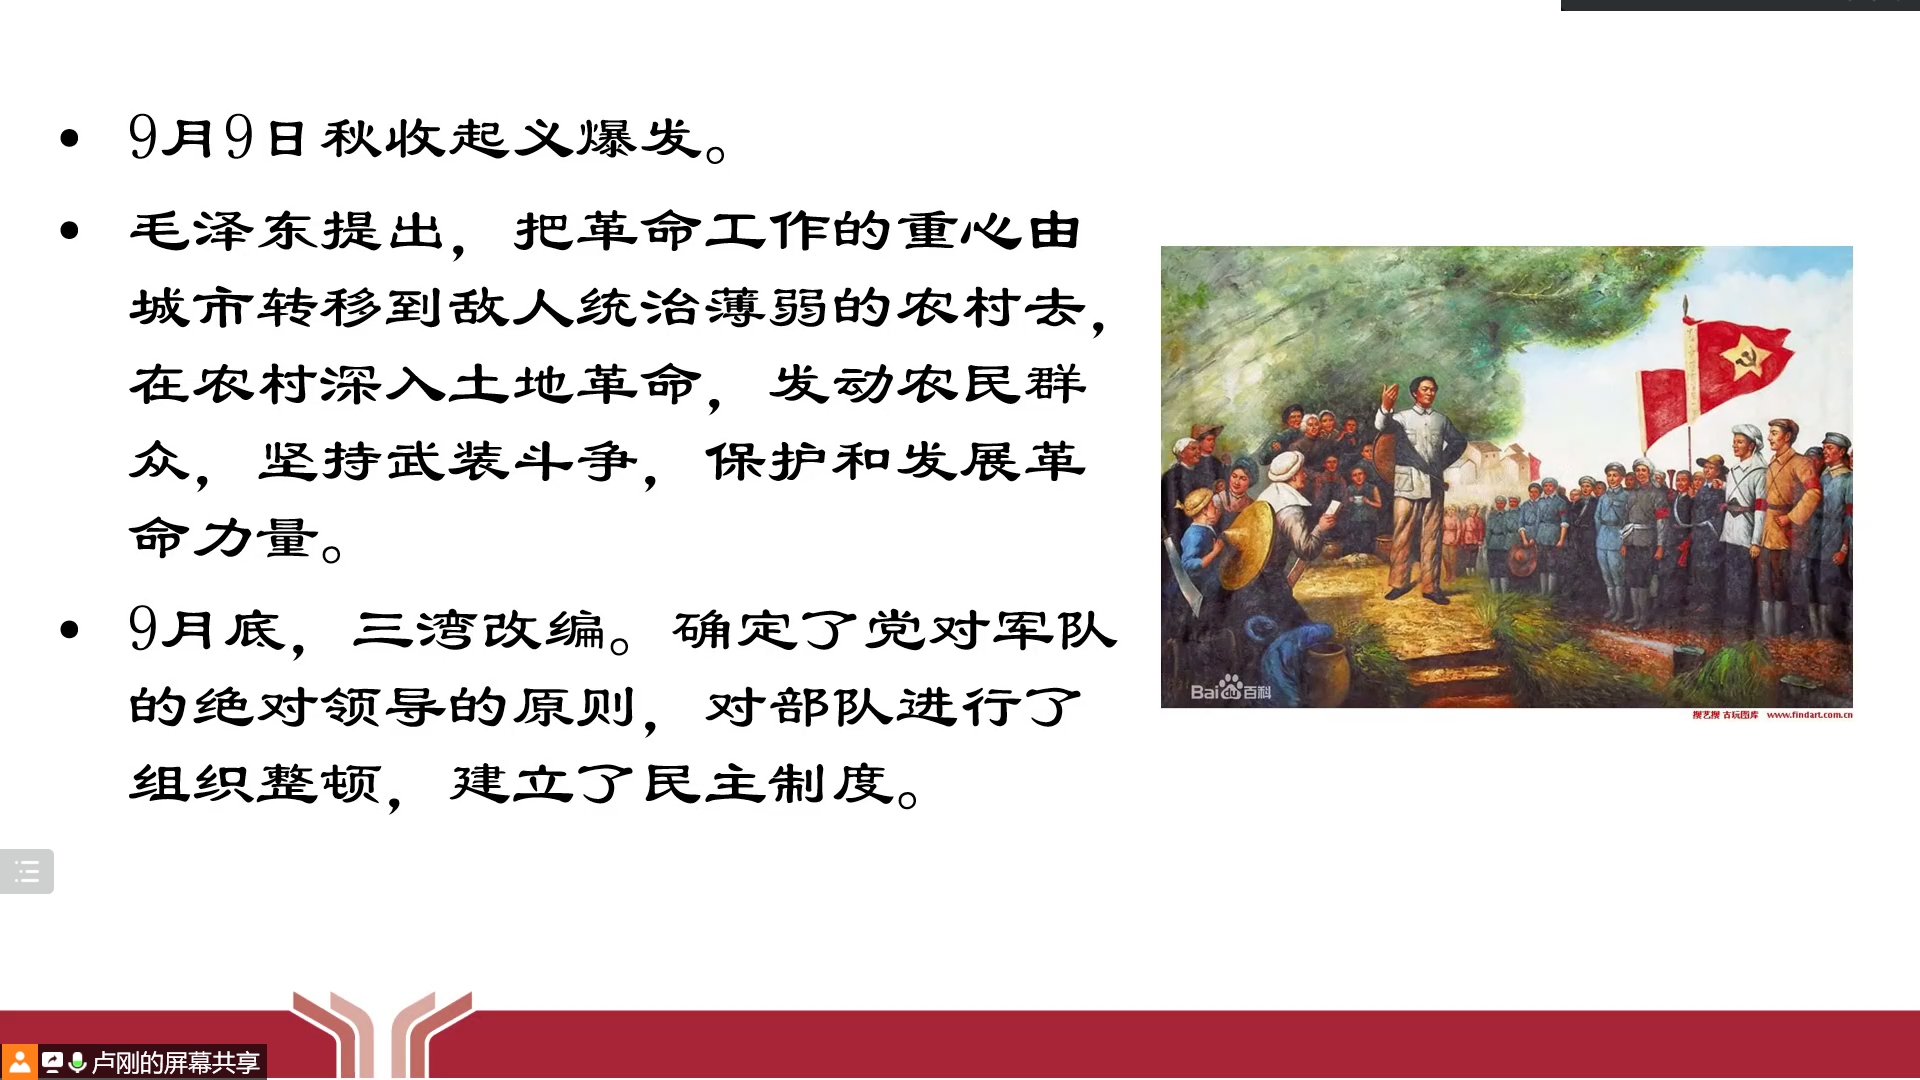 • 9月9日秋收起义爆发。
• 毛泽东提出，把革命工作的重心由
城市转移到敌人统治薄弱的农村去，
在农村深入土地革命，发动农民群
众，坚持武装斗争，保护和发展革
命力量。
• 9月底，三湾改编。确定了党对军队
的绝对领导的原则，对部队进行了
组织整顿，建立了民主制度。
Bai du 百科
搜艺搜 古玩图库 www.findart.com.cn
卢刚的屏幕共享